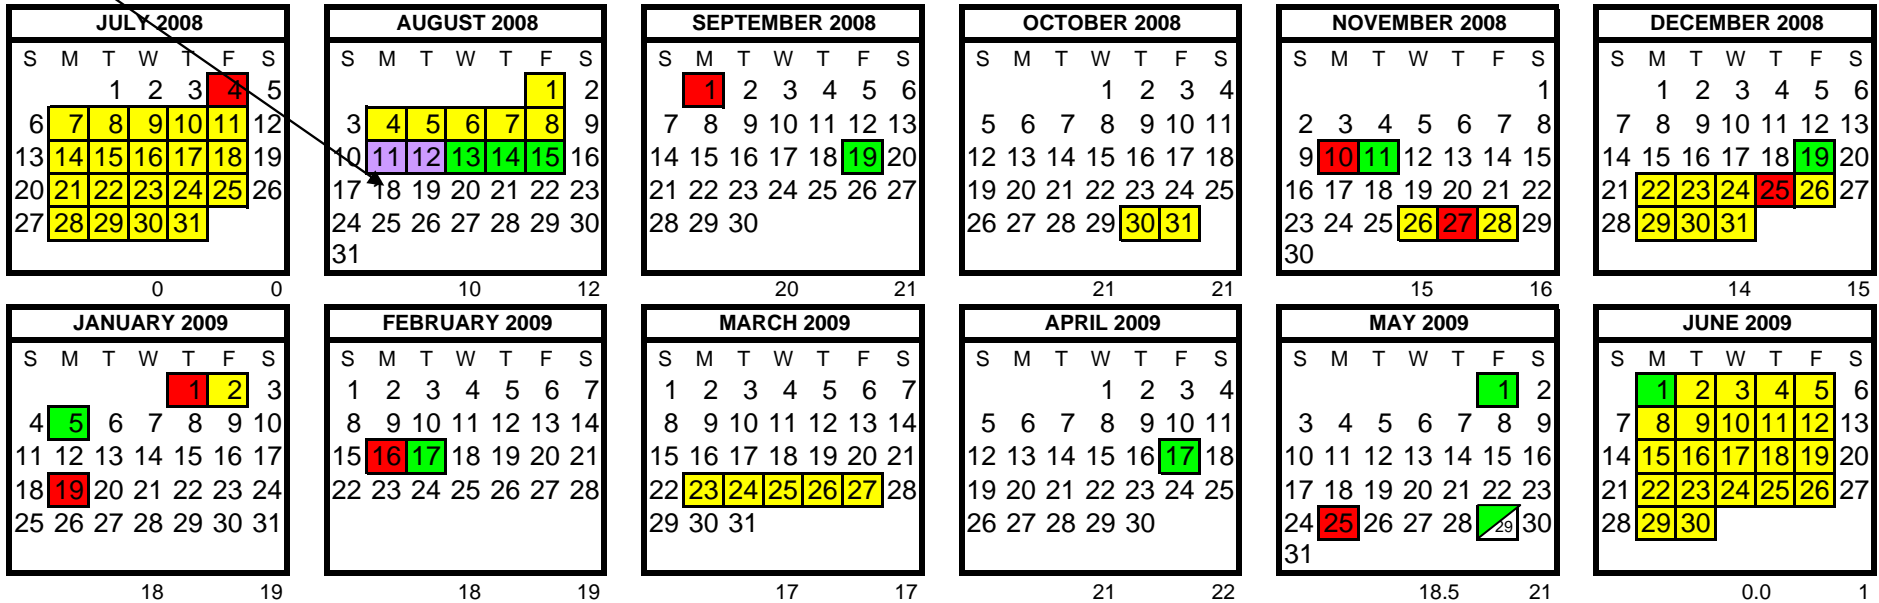 JULY 2008
S M T W T F S
1 2 3 4 5
6 7 8 9 10 11 12
13 14 15 16 17 18 19
20 21 22 23 24 25 26
27 28 29 30 31
0 0
AUGUST 2008
S M T W T F S
1 2
3 4 5 6 7 8 9
10 11 12 13 14 15 16
17 18 19 20 21 22 23
24 25 26 27 28 29 30
31
10 12
SEPTEMBER 2008
S M T W T F S
1 2 3 4 5 6
7 8 9 10 11 12 13
14 15 16 17 18 19 20
21 22 23 24 25 26 27
28 29 30
20 21
OCTOBER 2008
S M T W T F S
1 2 3 4
5 6 7 8 9 10 11
12 13 14 15 16 17 18
19 20 21 22 23 24 25
26 27 28 29 30 31
21 21
NOVEMBER 2008
S M T W T F S
1
2 3 4 5 6 7 8
9 10 11 12 13 14 15
16 17 18 19 20 21 22
23 24 25 26 27 28 29
30
15 16
DECEMBER 2008
S M T W T F S
1 2 3 4 5 6
7 8 9 10 11 12 13
14 15 16 17 18 19 20
21 22 23 24 25 26 27
28 29 30 31
14 15
JANUARY 2009
S M T W T F S
1 2 3
4 5 6 7 8 9 10
11 12 13 14 15 16 17
18 19 20 21 22 23 24
25 26 27 28 29 30 31
18 19
FEBRUARY 2009
S M T W T F S
1 2 3 4 5 6 7
8 9 10 11 12 13 14
15 16 17 18 19 20 21
22 23 24 25 26 27 28
18 19
MARCH 2009
S M T W T F S
1 2 3 4 5 6 7
8 9 10 11 12 13 14
15 16 17 18 19 20 21
22 23 24 25 26 27 28
29 30 31
17 17
APRIL 2009
S M T W T F S
1 2 3 4
5 6 7 8 9 10 11
12 13 14 15 16 17 18
19 20 21 22 23 24 25
26 27 28 29 30
21 22
MAY 2009
S M T W T F S
1 2
3 4 5 6 7 8 9
10 11 12 13 14 15 16
17 18 19 20 21 22 23
24 25 26 27 28 29 30
31
18.5 21
JUNE 2009
S M T W T F S
1 2 3 4 5 6
7 8 9 10 11 12 13
14 15 16 17 18 19 20
21 22 23 24 25 26 27
28 29 30
0.0 1